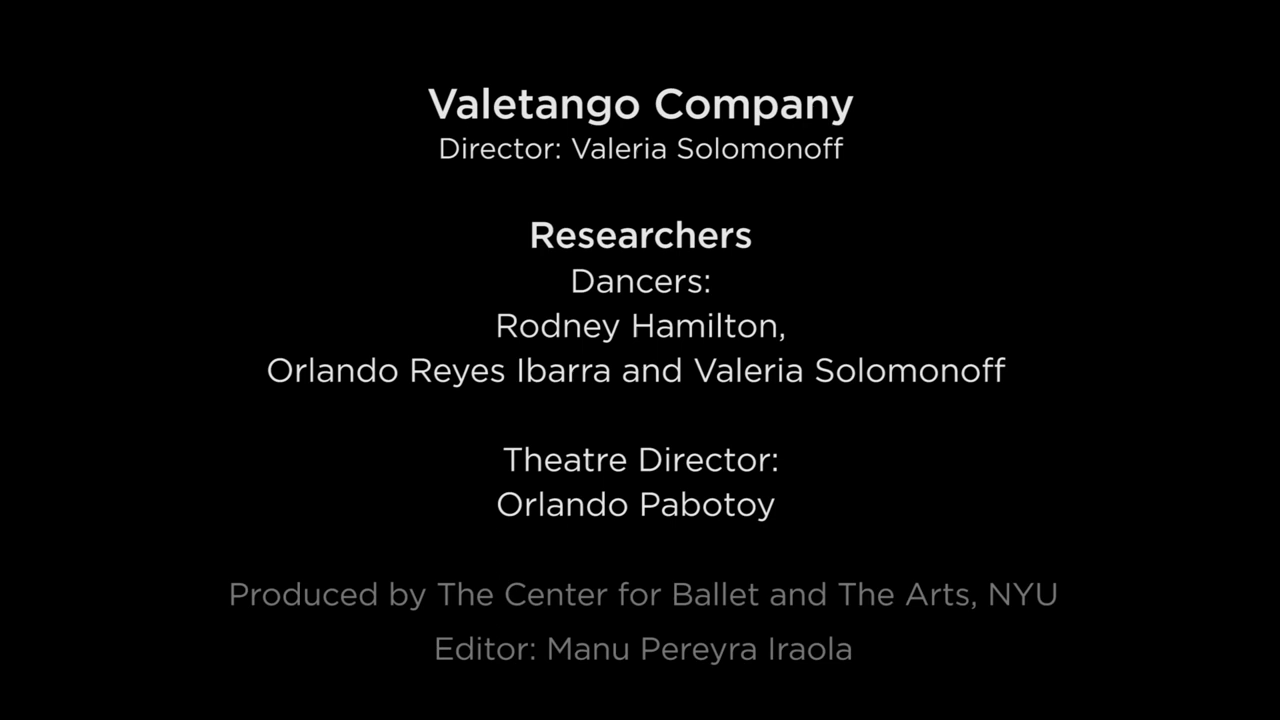 Valetango Company
Director: Valeria Solomonoff
Researchers
Dancers:
Rodney Hamilton,
Orlando Reyes Ibarra and Valeria Solomonoff
Theatre Director:
Orlando Pabotoy
Produced by The Center for Ballet and The Arts, NYU
Editor: Manu Pereyra Iraola